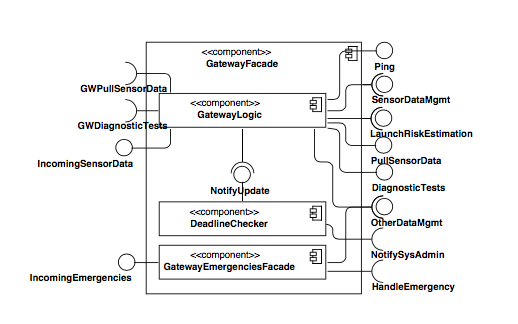 <<component>>
GatewayFacade
Ping
GWPullSensorData
<<component>>
GatewayLogic
SensorDataMgmt
GWDiagnosticTests
LaunchRiskEstimation
IncomingSensorData
PullSensorData
NotifyUpdate
DiagnosticTests
<<component>>
DeadlineChecker
OtherDataMgmt
<<component>>
GatewayEmergenciesFacade
NotifySysAdmin
IncomingEmergencies
HandleEmergency